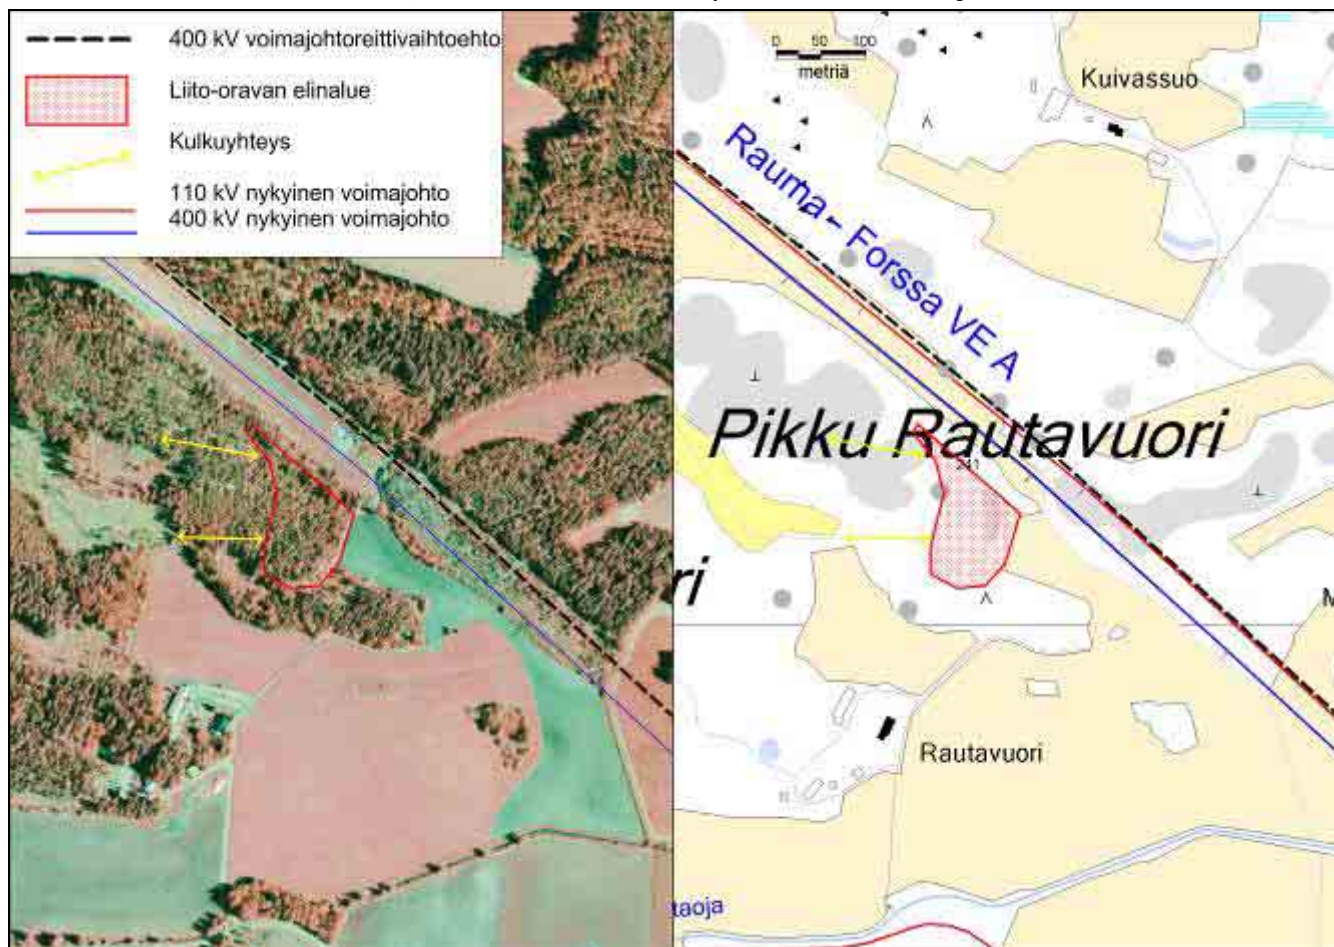 400 kV voimajohtoreittivaihtoehto
Liito-oravan elinalue
Kulkuyhteys
110 kV nykyinen voimajohto
400 kV nykyinen voimajohto
0 50 100
metriä
Kuivassuo
Rauma - Forssa VE A
Pikku Rautavuori
241
ri
M
Rautavuori
taoja